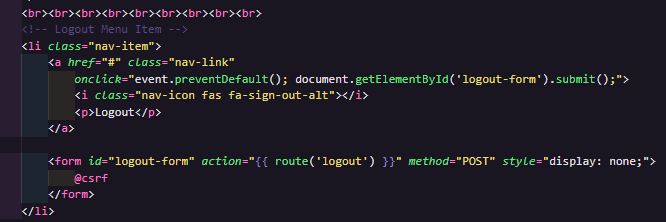 <br><br><br><br><br><br><br><br><br>
<!-- Logout Menu Item -->
<li class="nav-item">
<a href="#" class="nav-link"
onclick="event.preventDefault(); document.getElementById('logout-form').submit();">
<i class="nav-icon fas fa-sign-out-alt"></i>
<p>Logout</p>
</a>
<form id="logout-form" action="{{ route('logout') }}" method="POST" style="display: none;">
@csrf
</form>
</li>